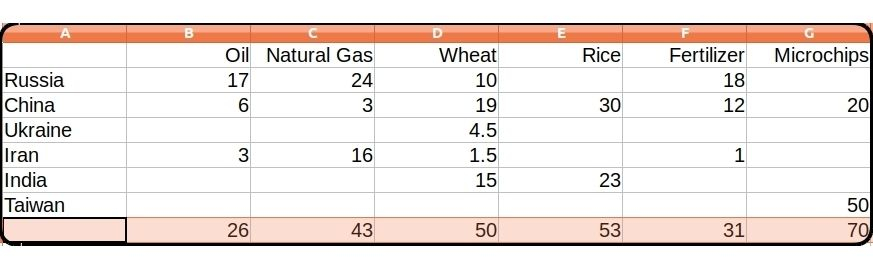 A B C D E F G
Oil Natural Gas Wheat Rice Fertilizer Microchips
Russia 17 24 10 18
China 6 3 19 30 12 20
Ukraine 4.5
Iran 3 16 1.5 1
India 15 23
Taiwan 50
26 43 50 53 31 70